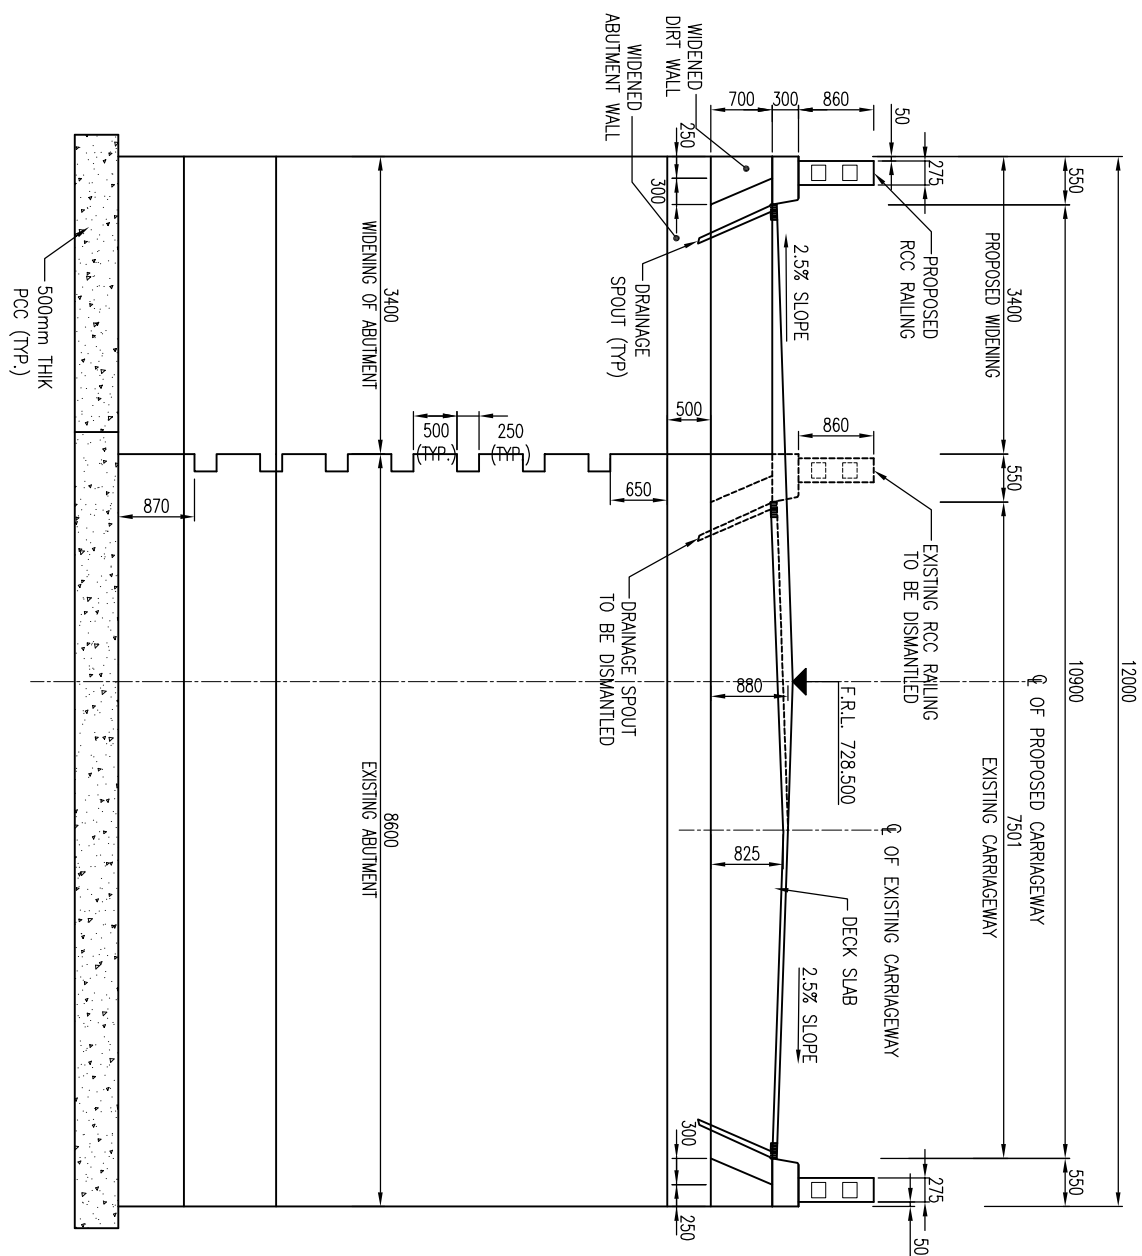 12000
550
10900
550
3400
PROPOSED WIDENING
550
7501
EXISTING CARRIAGEWAY
℄ OF PROPOSED CARRIAGEWAY
℄ OF EXISTING CARRIAGEWAY
275
50
PROPOSED
RCC RAILING
EXISTING RCC RAILING
TO BE DISMANTLED
275
50
860
300
700
860
F.R.L. 728.500
2.5% SLOPE
2.5% SLOPE
DECK SLAB
880
825
WIDENED
DIRT WALL
WIDENED
ABUTMENT WALL
250
300
DRAINAGE
SPOUT (TYP)
DRAINAGE SPOUT
TO BE DISMANTLED
300
250
500
650
250
(TYP.)
500
(TYP.)
870
3400
WIDENING OF ABUTMENT
8600
EXISTING ABUTMENT
500mm THIK
PCC (TYP.)